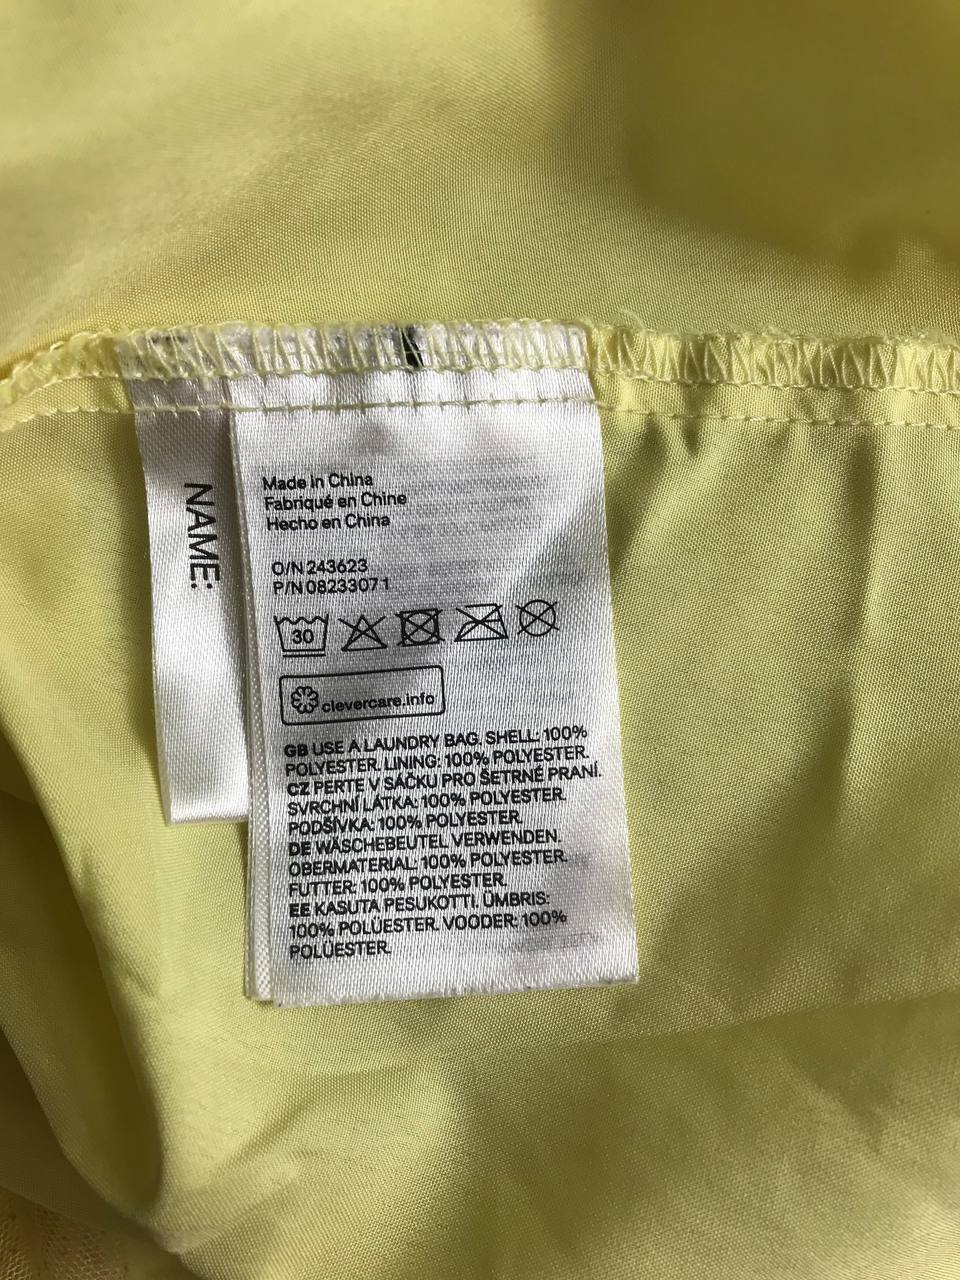 NAME:
Made in China
Fabriqué en Chine
Hecho en China
O/N 243623
P/N 08233071
30
clevercare.info
GB USE A LAUNDRY BAG. SHELL: 100%
POLYESTER. LINING: 100% POLYESTER.
CZ PERTE V SÁČKU PRO ŠETRNÉ PRANÍ.
SVRCHNÍ LÁTKA: 100% POLYESTER.
PODŠÍVKA: 100% POLYESTER.
DE WÄSCHEBEUTEL VERWENDEN.
OBERMATERIAL: 100% POLYESTER.
FUTTER: 100% POLYESTER.
EE KASUTA PESUKOTTI. ÜMBRIS:
100% POLÜESTER. VOODER: 100%
POLÜESTER.